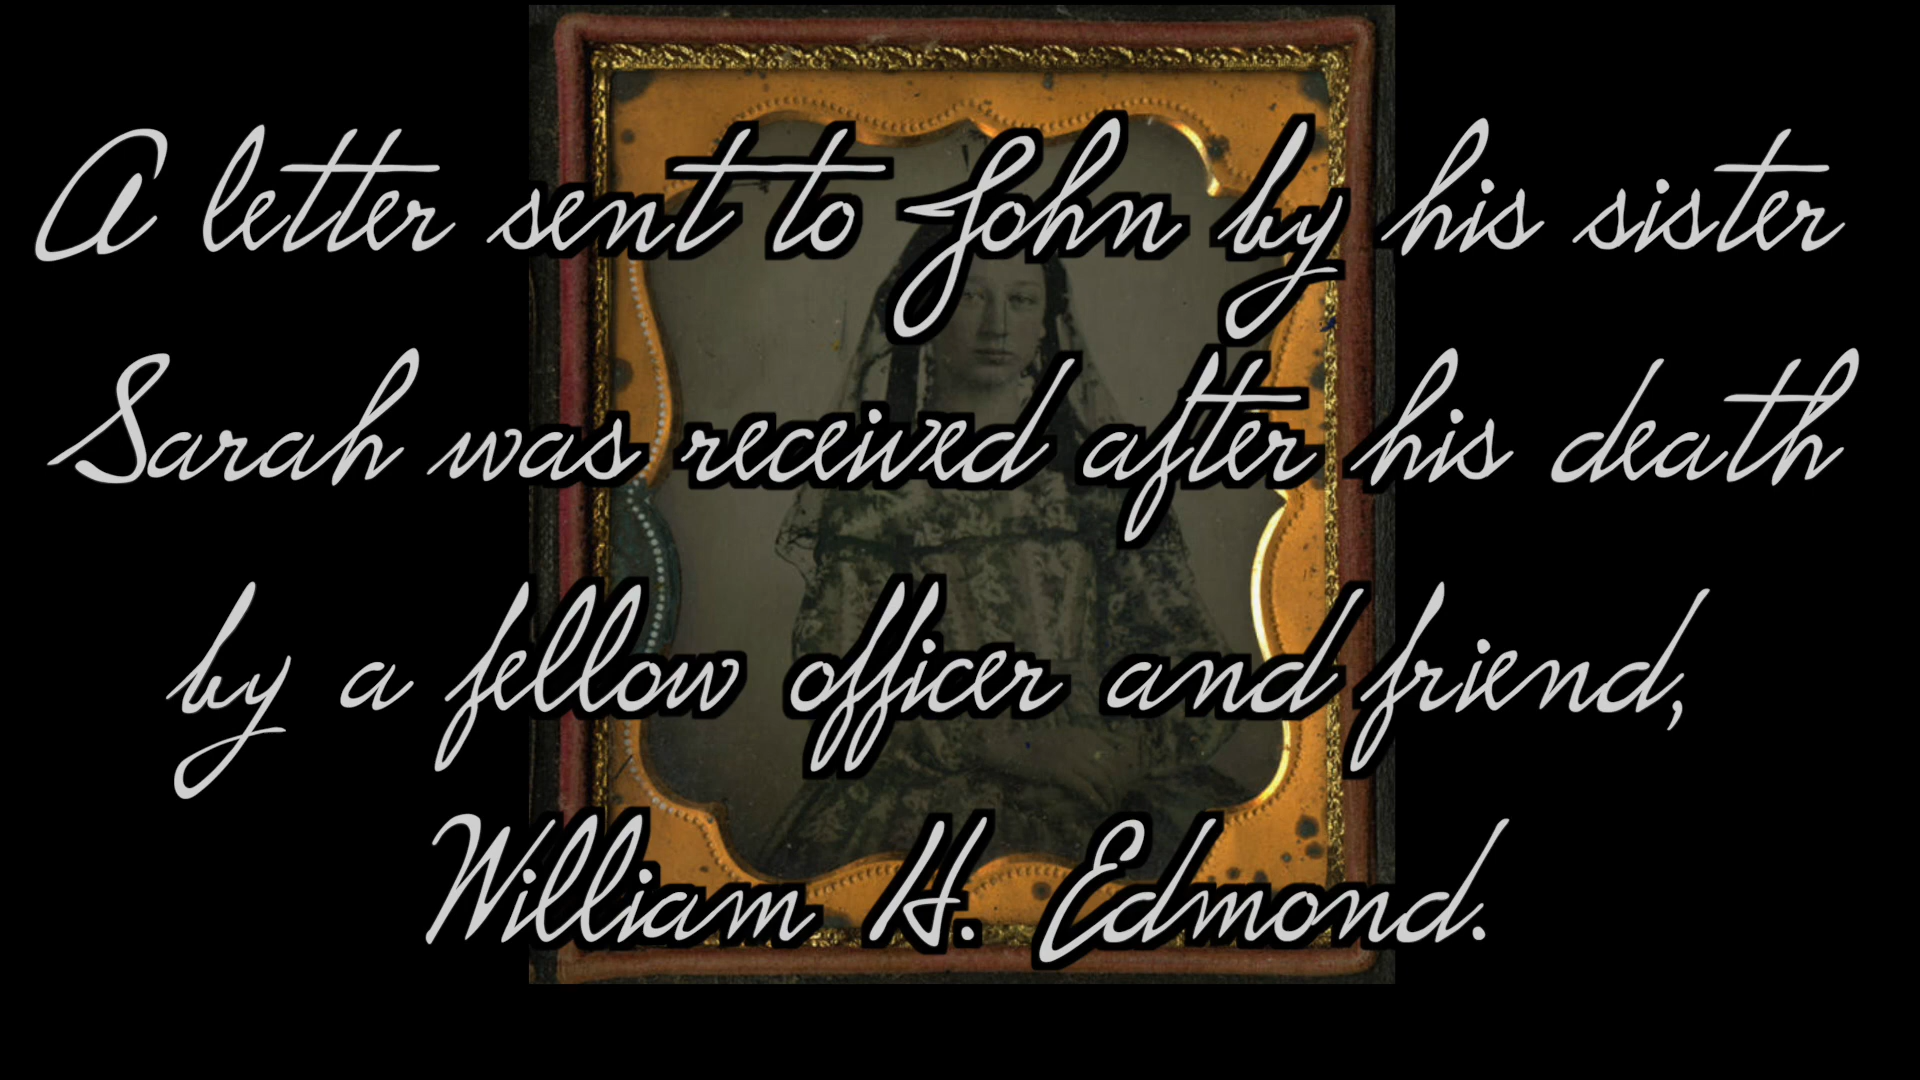 A letter sent to John by his sister
Sarah was received after his death
by a fellow officer and friend,
William H. Edmond.